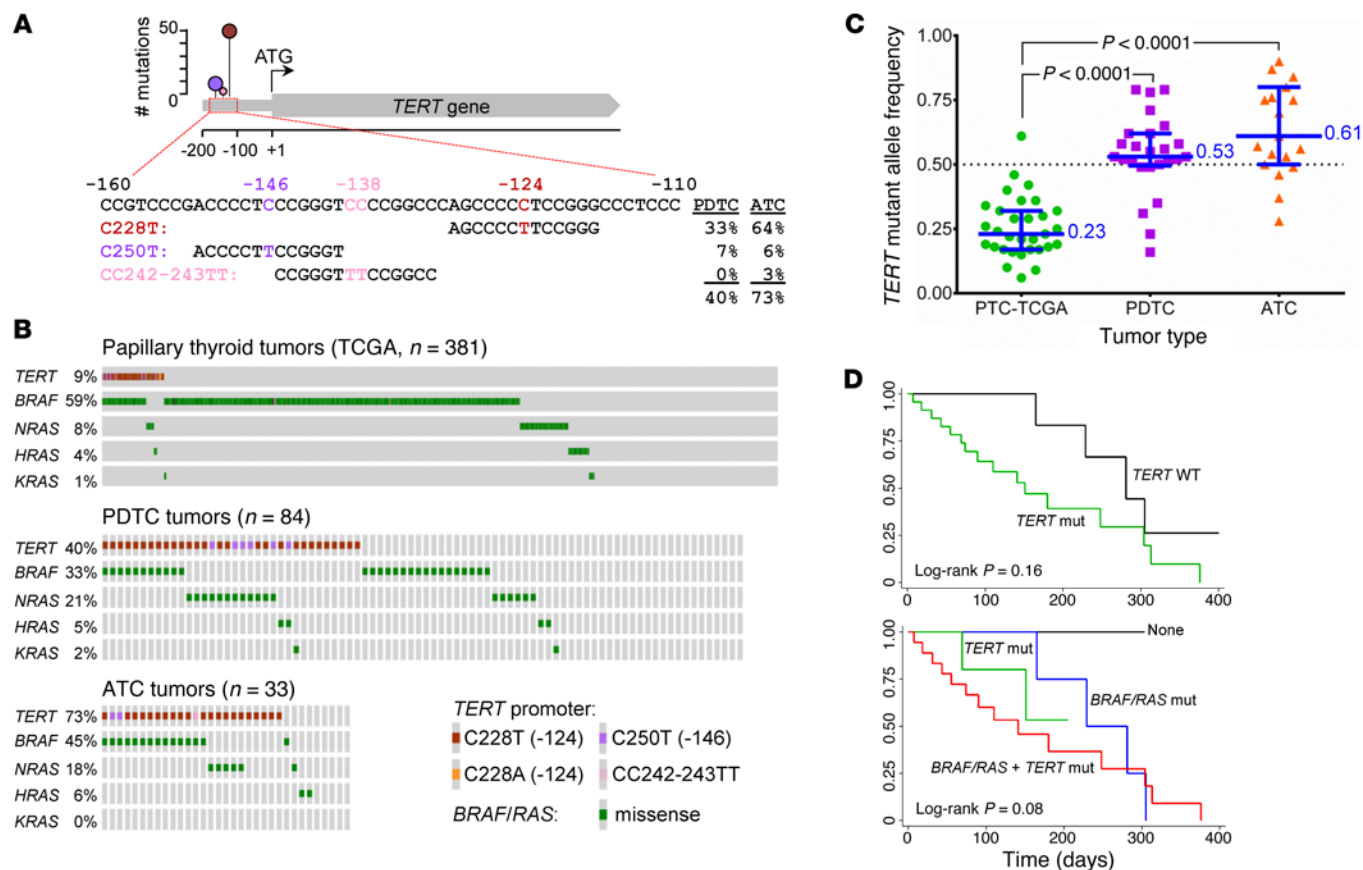 A
# mutations
50
0
ATG
TERT gene
-200 -100 +1
-160 -146 -138 -124 -110
CCGTCCCGACCCCTCCCGGGTCCCCGGCCCAGCCCCCTCCGGGCCCTCCC PDTC ATC
C228T: AGCCCCTTCCGGG 33% 64%
C250T: ACCCCTTCCGGGT 7% 6%
CC242-243TT: CCGGGTTTCCGGCC 0% 3%
40% 73%
B
Papillary thyroid tumors (TCGA, n = 381)
TERT 9%
BRAF 59%
NRAS 8%
HRAS 4%
KRAS 1%
PDTC tumors (n = 84)
TERT 40%
BRAF 33%
NRAS 21%
HRAS 5%
KRAS 2%
ATC tumors (n = 33)
TERT 73%
BRAF 45%
NRAS 18%
HRAS 6%
KRAS 0%
TERT promoter:
C228T (-124) C250T (-146)
C228A (-124) CC242-243TT
BRAF/RAS: missense
C
TERT mutant allele frequency
1.00
0.75
0.50
0.25
0.00
P < 0.0001
P < 0.0001
0.23
0.53
0.61
PTC-TCGA PDTC ATC
Tumor type
D
1.00
0.75
0.50
0.25
0
TERT WT
TERT mut
Log-rank P = 0.16
0 100 200 300 400
1.00
0.75
0.50
0.25
0
None
TERT mut
BRAF/RAS mut
BRAF/RAS + TERT mut
Log-rank P = 0.08
0 100 200 300 400
Time (days)